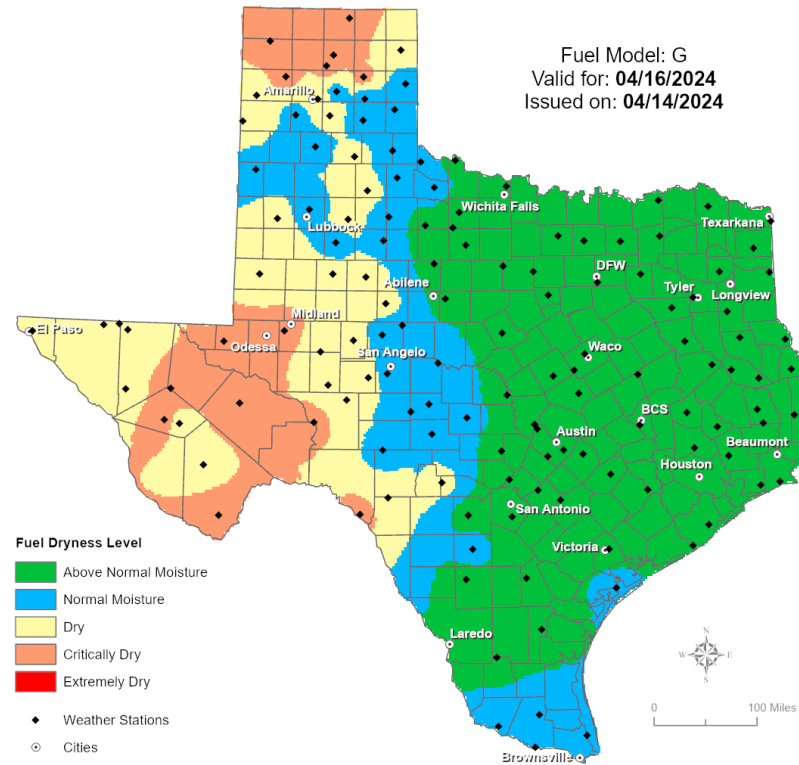 Fuel Model: G
Valid for: 04/16/2024
Issued on: 04/14/2024
Amarillo
Wichita Falls
Texarkana
Lubbock
DFW
Abilene
Tyler
Longview
Midland
El Paso
Odessa
San Angelo
Waco
BCS
Austin
Beaumont
Houston
San Antonio
Victoria
Fuel Dryness Level
Above Normal Moisture
Normal Moisture
Dry
Critically Dry
Extremely Dry
Weather Stations
Cities
Laredo
Brownsville
N
W E
S
0 100 Miles